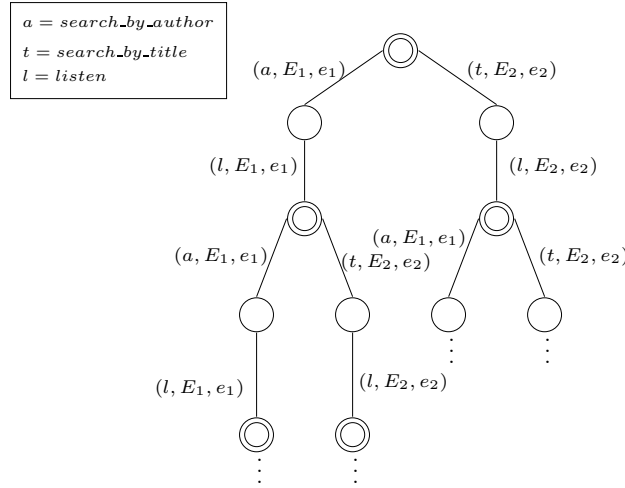 a = search_by_author
t = search_by_title
l = listen
(a, E1, e1)
(t, E2, e2)
(l, E1, e1)
(l, E2, e2)
(a, E1, e1)
(t, E2, e2)
(a, E1, e1)
(t, E2, e2)
(l, E1, e1)
(l, E2, e2)